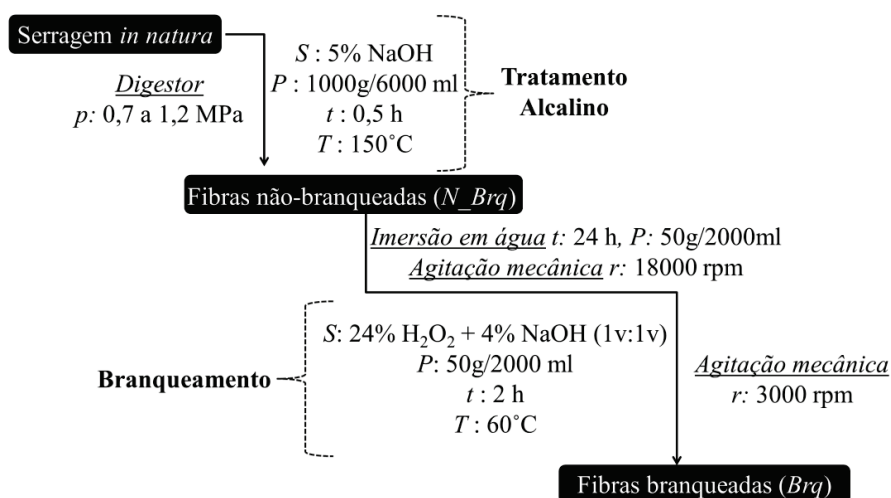 Serragem in natura
Digestor
p: 0,7 a 1,2 MPa
S : 5% NaOH
P : 1000g/6000 ml
t : 0,5 h
T : 150˚C
Tratamento
Alcalino
Fibras não-branqueadas (N_Brq)
Imersão em água t: 24 h, P: 50g/2000ml
Agitação mecânica r: 18000 rpm
Branqueamento
S: 24% H₂O₂ + 4% NaOH (1v:1v)
P: 50g/2000 ml
t : 2 h
T : 60˚C
Agitação mecânica
r: 3000 rpm
Fibras branqueadas (Brq)